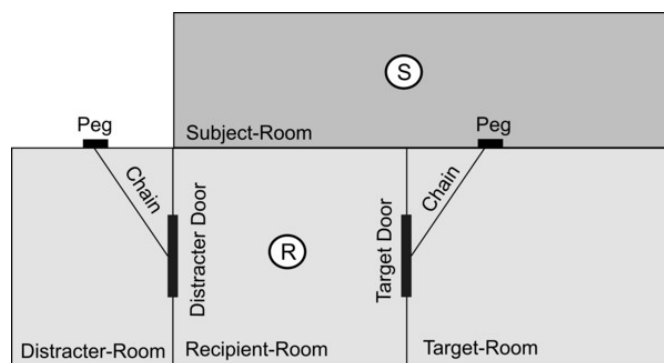 S
Peg
Peg
Subject-Room
Chain
Distracter Door
R
Target Door
Chain
Distracter-Room
Recipient-Room
Target-Room